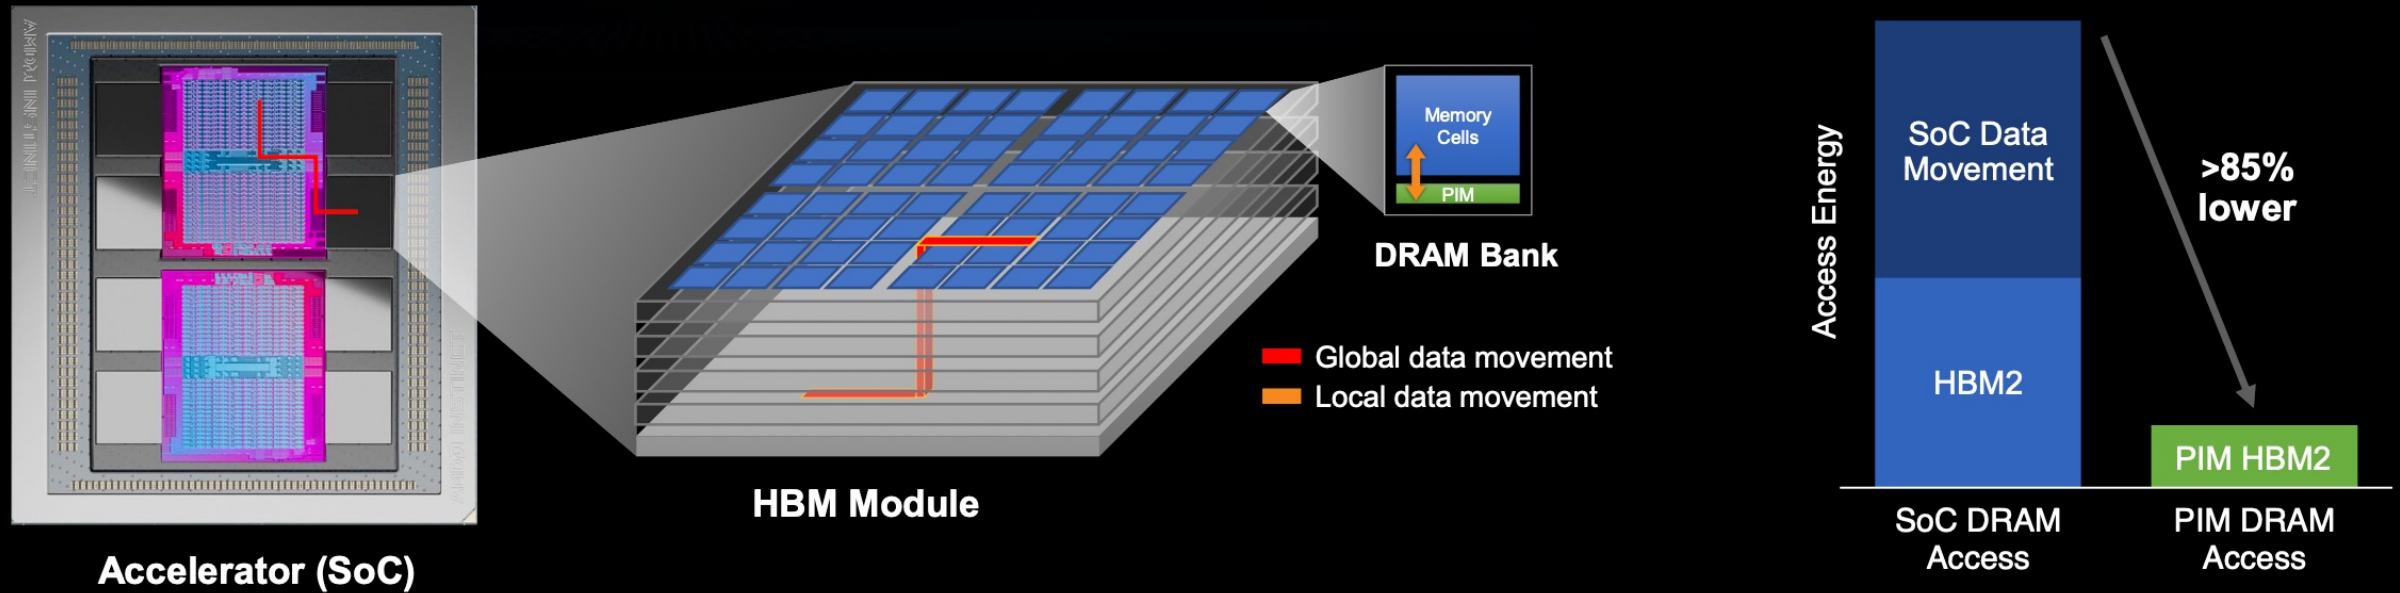 Accelerator (SoC)
HBM Module
Memory
Cells
PIM
DRAM Bank
Global data movement
Local data movement
Access Energy
SoC Data
Movement
HBM2
>85%
lower
PIM HBM2
SoC DRAM
Access
PIM DRAM
Access